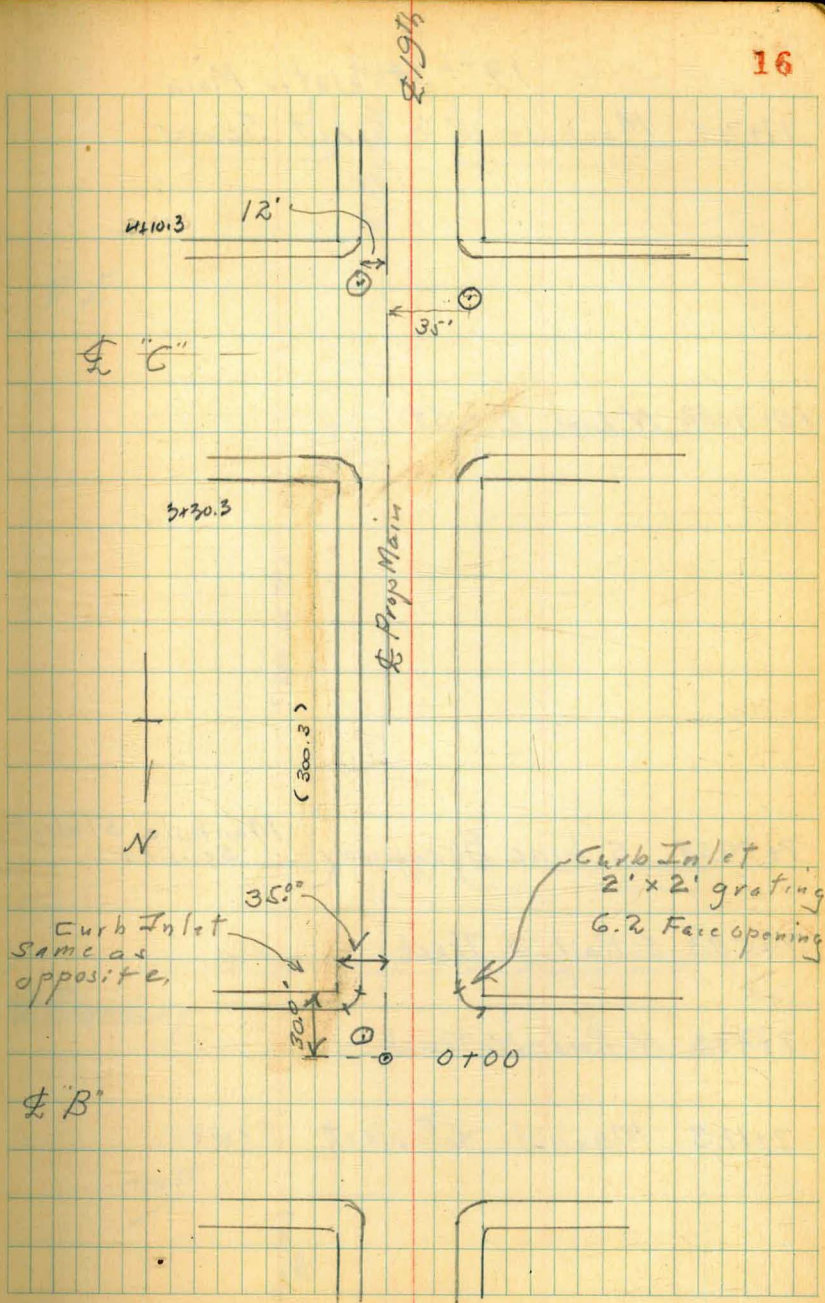 16
℄ 19th
12'
4+10.3
35'
℄ "C"
3+30.3
℄ Prop Main
(300.3)
N
Curb Inlet
2' x 2' grating
6.2 Face opening
35.00
Curb Inlet
Same as
opposite.
30.0'
0+00
℄ "B"